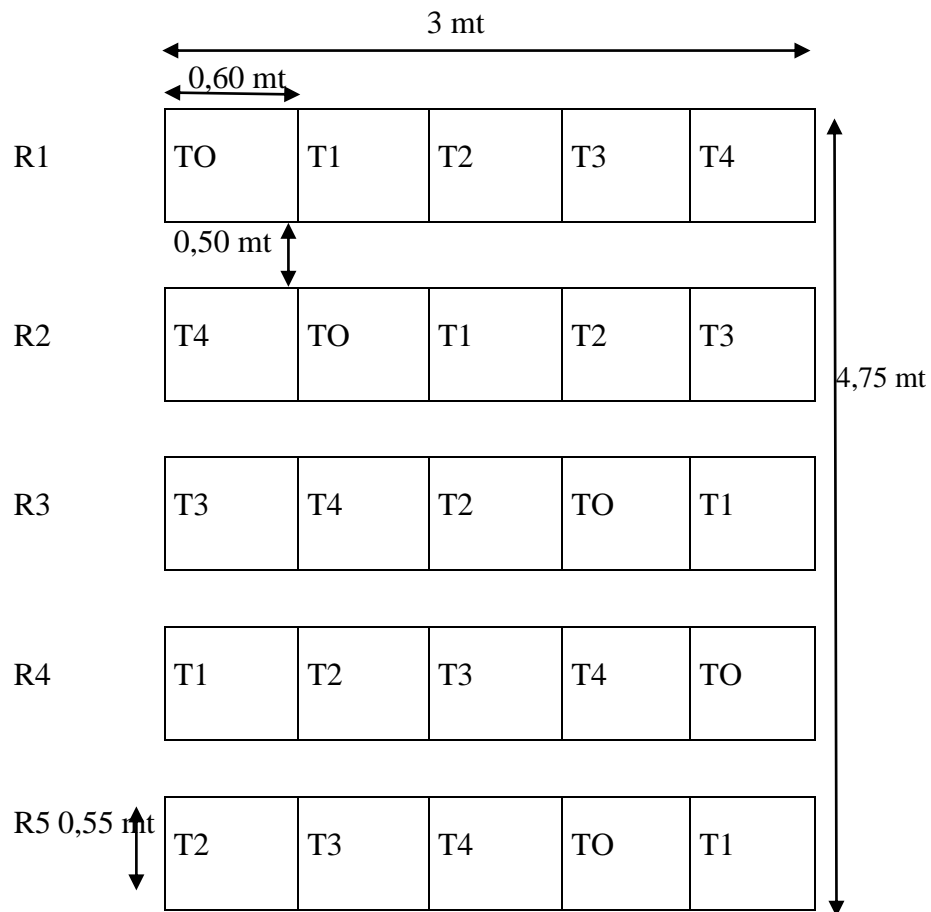 3 mt
0,60 mt
R1 TO T1 T2 T3 T4
0,50 mt
R2 T4 TO T1 T2 T3
4,75 mt
R3 T3 T4 T2 TO T1
R4 T1 T2 T3 T4 TO
R5 0,55 mt T2 T3 T4 TO T1